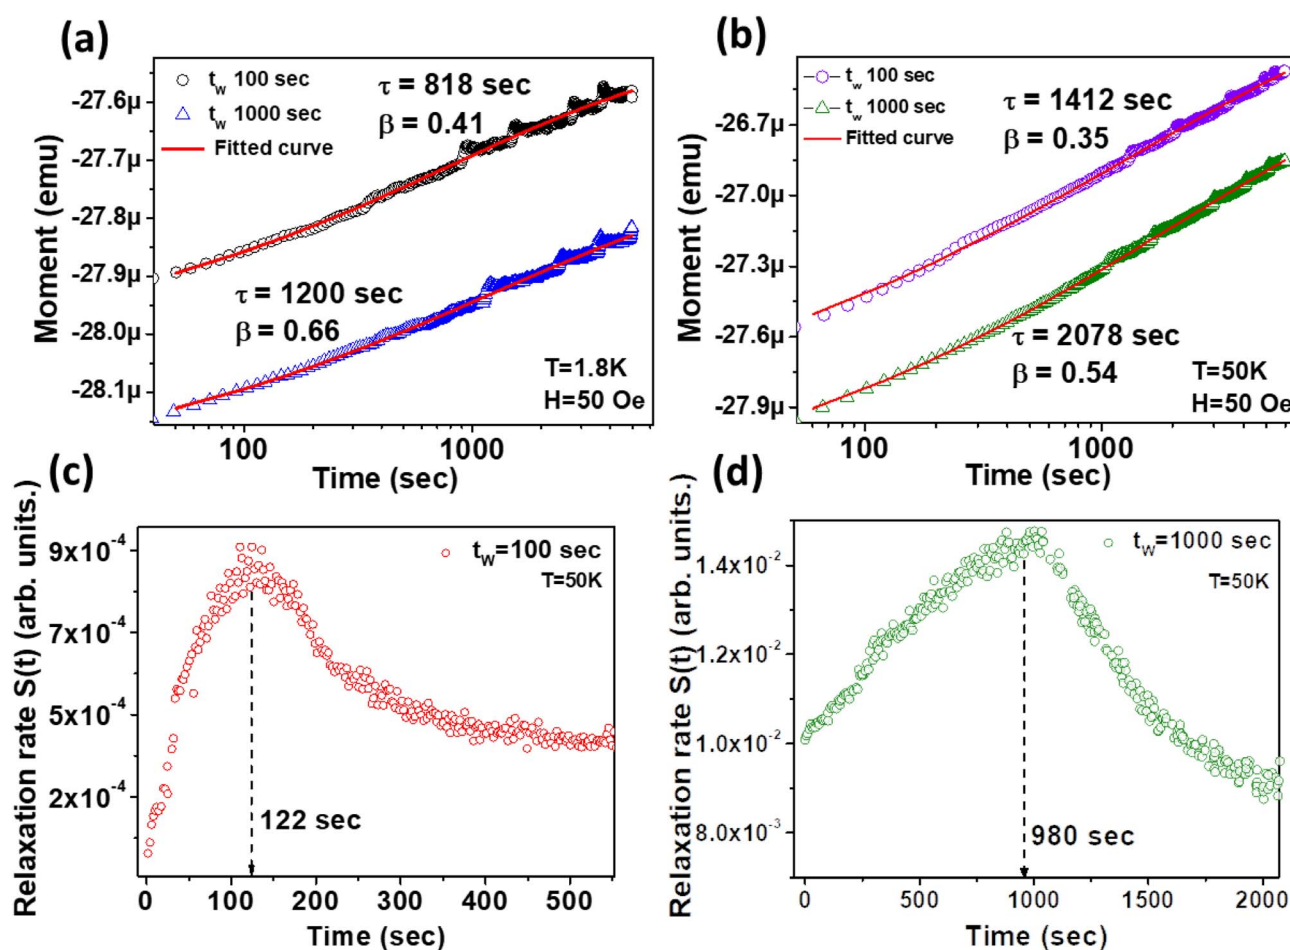 (a)
t_w 100 sec
t_w 1000 sec
Fitted curve
τ = 818 sec
β = 0.41
τ = 1200 sec
β = 0.66
T=1.8K
H=50 Oe
Moment (emu)
-27.6μ
-27.7μ
-27.8μ
-27.9μ
-28.0μ
-28.1μ
100 1000
Time (sec)
(b)
t_w 100 sec
t_w 1000 sec
Fitted curve
τ = 1412 sec
β = 0.35
τ = 2078 sec
β = 0.54
T=50K
H=50 Oe
Moment (emu)
-26.7μ
-27.0μ
-27.3μ
-27.6μ
-27.9μ
100 1000
Time (sec)
(c)
t_W=100 sec
T=50K
122 sec
Relaxation rate S(t) (arb. units.)
9x10⁻⁴
7x10⁻⁴
5x10⁻⁴
2x10⁻⁴
0 100 200 300 400 500
Time (sec)
(d)
t_W=1000 sec
T=50K
980 sec
Relaxation rate S(t) (arb. units.)
1.4x10⁻²
1.2x10⁻²
1.0x10⁻²
8.0x10⁻³
0 500 1000 1500 2000
Time (sec)